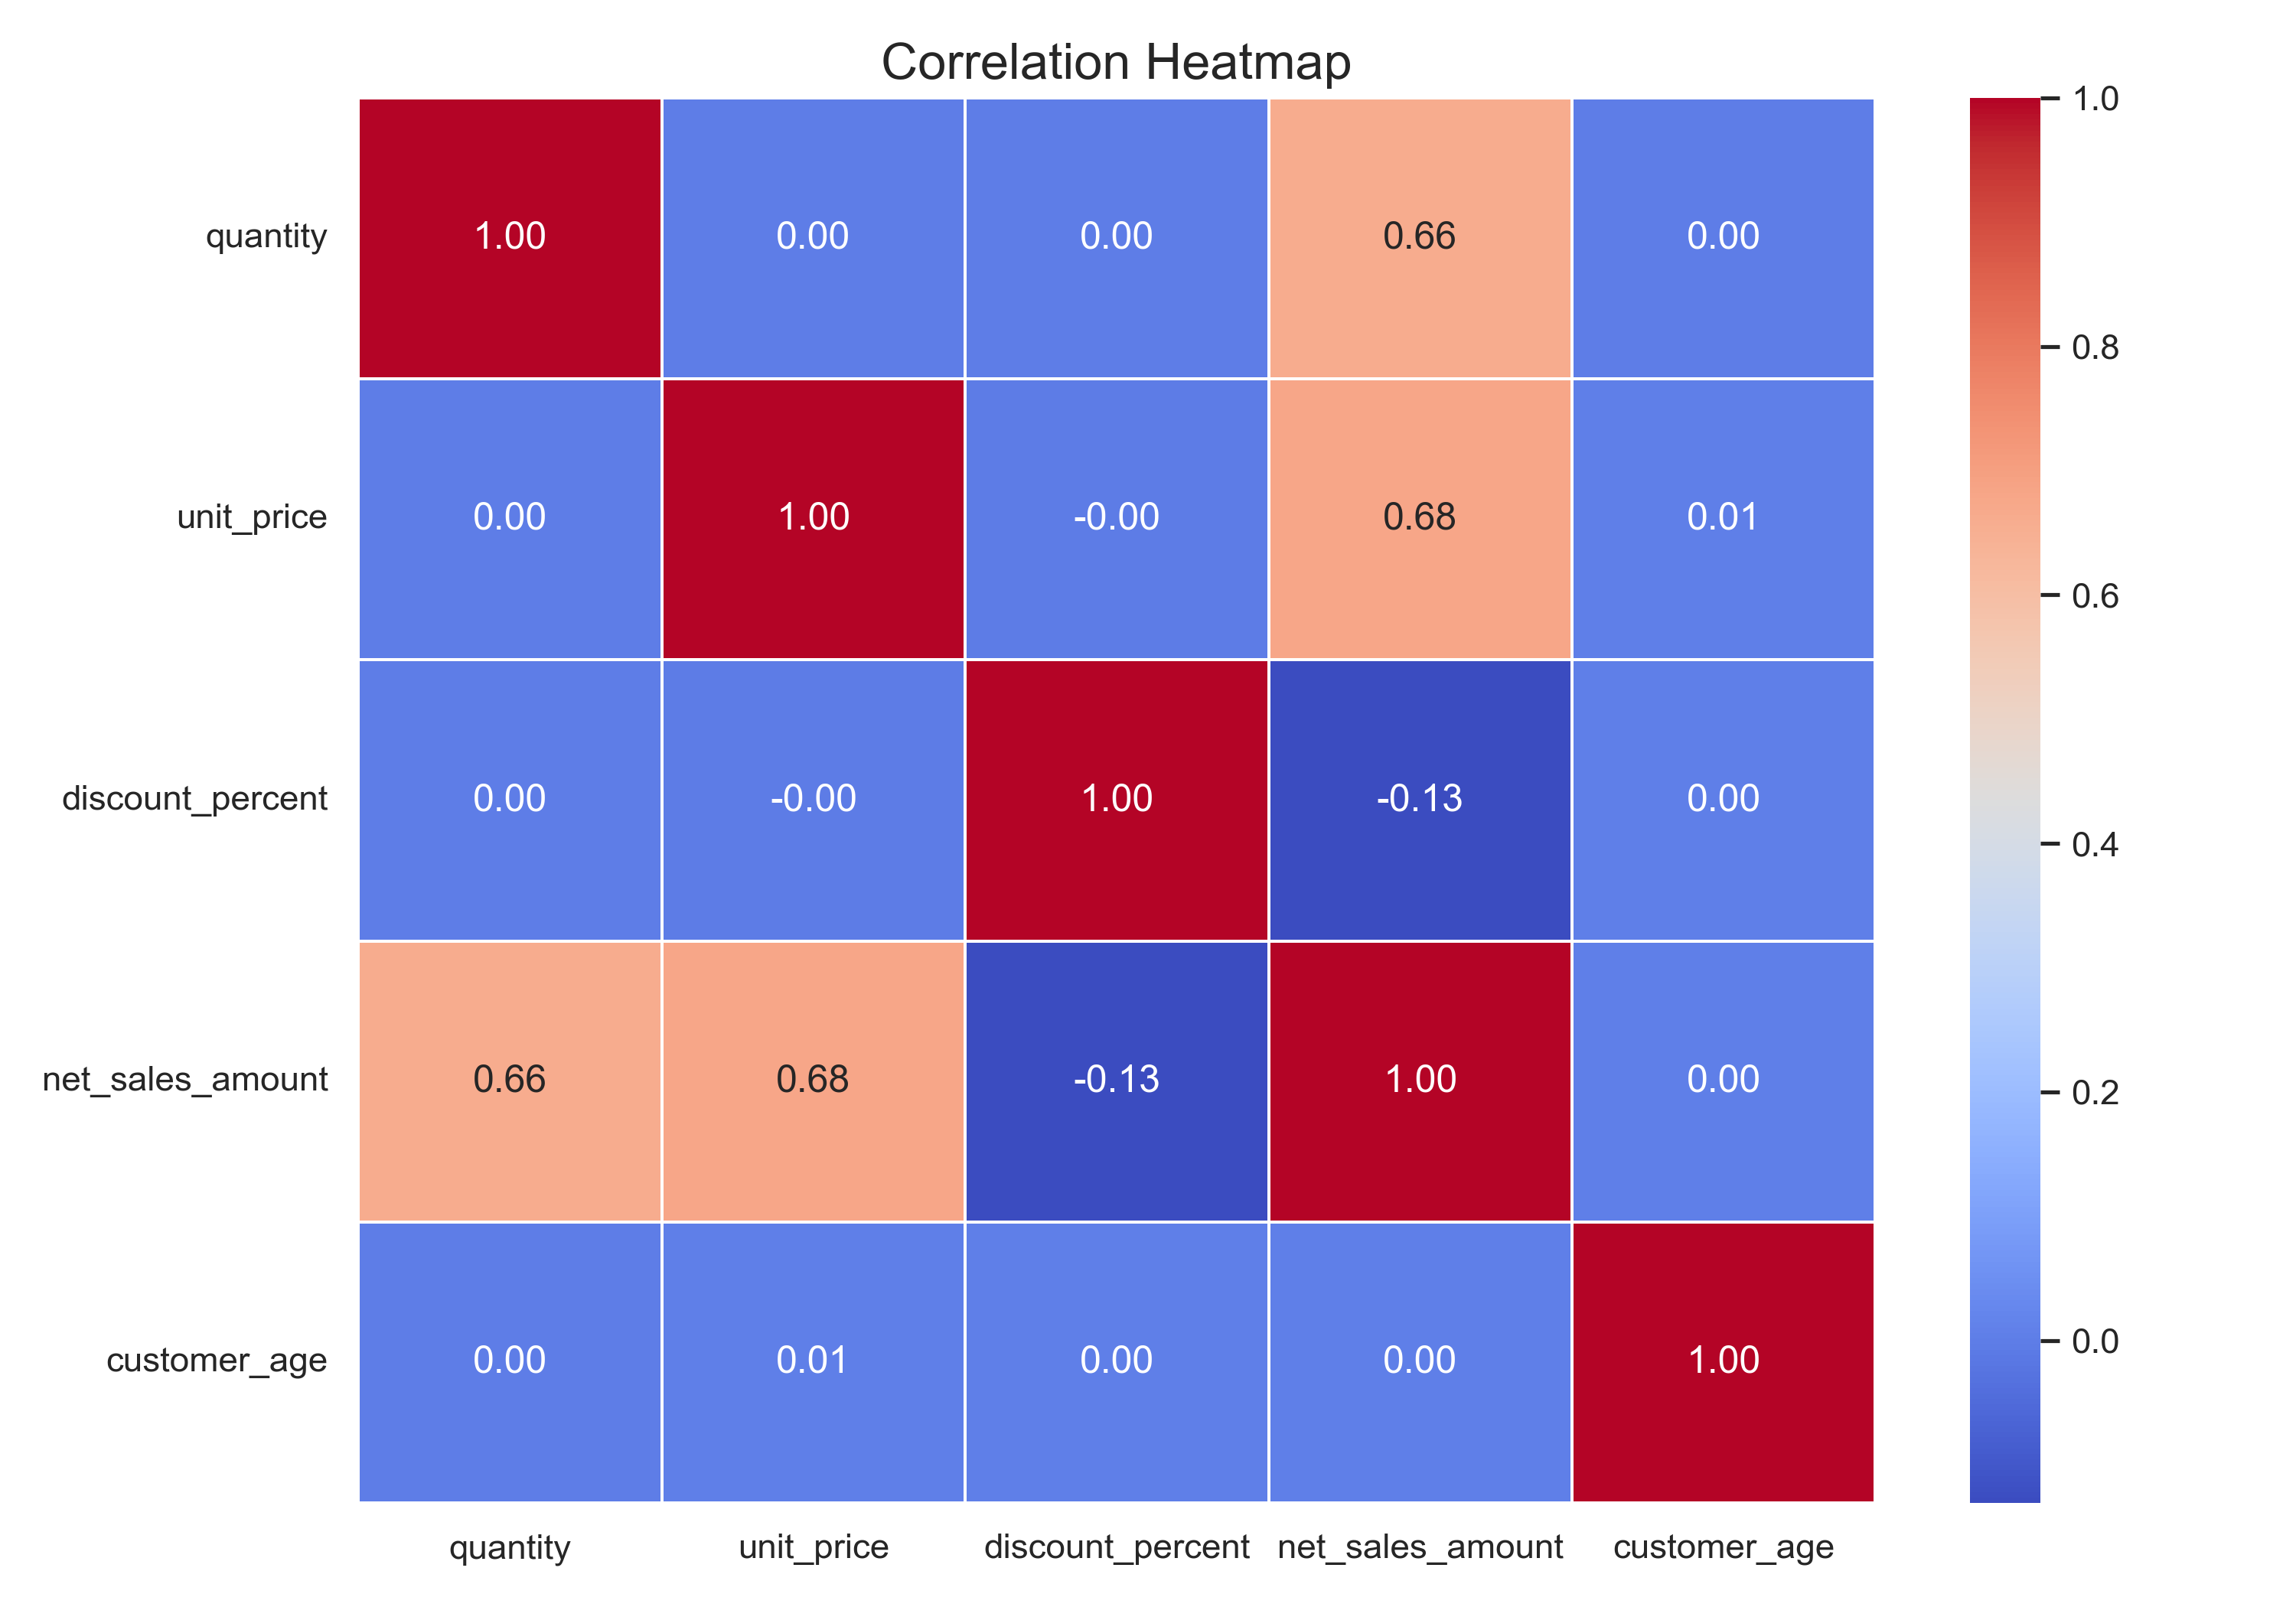 Correlation Heatmap
quantity 1.00 0.00 0.00 0.66 0.00
unit_price 0.00 1.00 -0.00 0.68 0.01
discount_percent 0.00 -0.00 1.00 -0.13 0.00
net_sales_amount 0.66 0.68 -0.13 1.00 0.00
customer_age 0.00 0.01 0.00 0.00 1.00
quantity unit_price discount_percent net_sales_amount customer_age
1.0
0.8
0.6
0.4
0.2
0.0